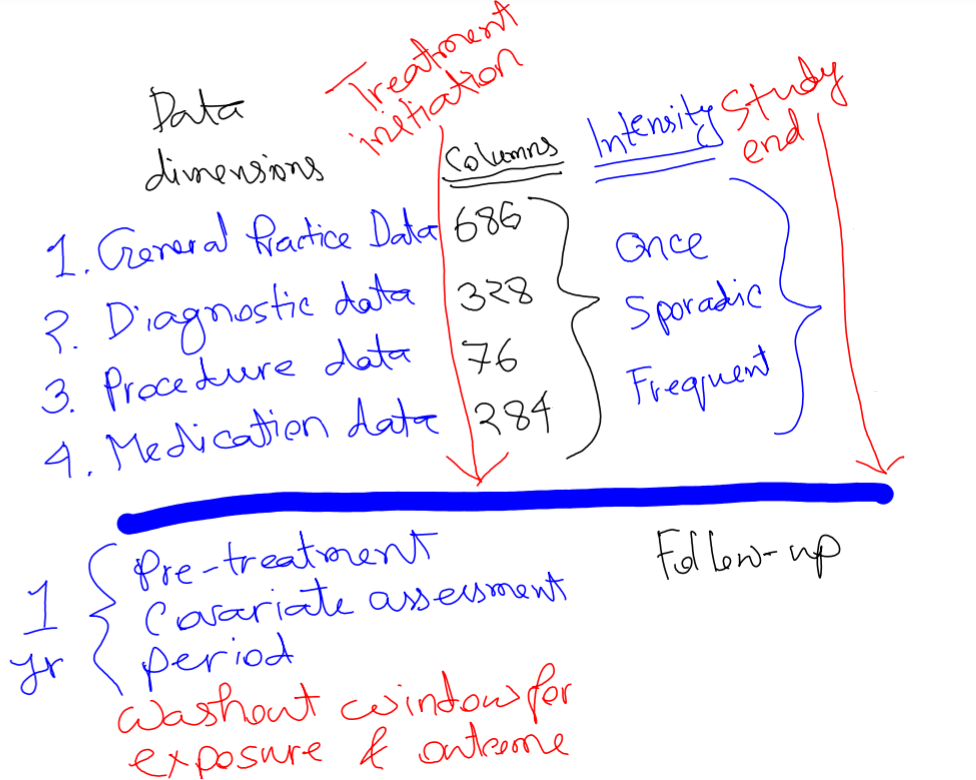 Treatment
initiation
Data
dimensions
Columns
Intensity
Study
end
1. General Practice Data 686
2. Diagnostic data 328
3. Procedure data 76
4. Medication data 284
Once
Sporadic
Frequent
1
yr
Pre-treatment
Covariate assessment
period
Washout window for
exposure & outcome
Follow-up